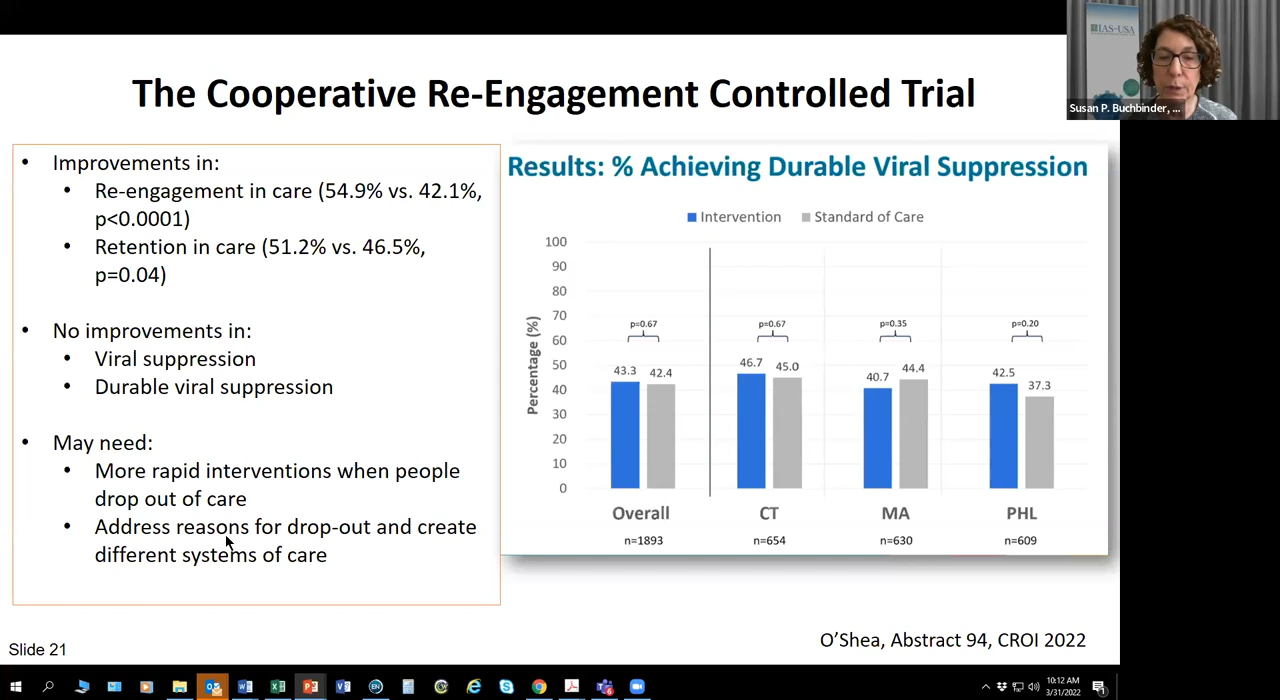 The Cooperative Re-Engagement Controlled Trial
IAS-USA
Susan P. Buchbinder, ...
• Improvements in:
• Re-engagement in care (54.9% vs. 42.1%,
p<0.0001)
• Retention in care (51.2% vs. 46.5%,
p=0.04)
• No improvements in:
• Viral suppression
• Durable viral suppression
• May need:
• More rapid interventions when people
drop out of care
• Address reasons for drop-out and create
different systems of care
Results: % Achieving Durable Viral Suppression
Intervention Standard of Care
Percentage (%)
100
90
80
70
60
50
40
30
20
10
0
p=0.67 p=0.67 p=0.35 p=0.20
43.3 42.4 46.7 45.0 40.7 44.4 42.5 37.3
Overall CT MA PHL
n=1893 n=654 n=630 n=609
O'Shea, Abstract 94, CROI 2022
Slide 21
10:12 AM
3/31/2022